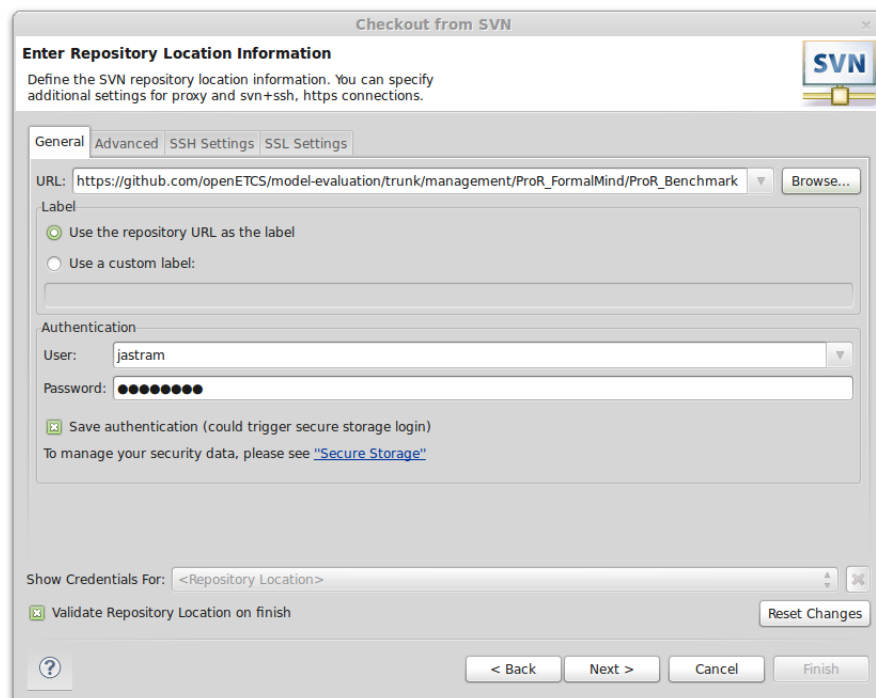 Checkout from SVN
Enter Repository Location Information
Define the SVN repository location information. You can specify
additional settings for proxy and svn+ssh, https connections.
SVN
General Advanced SSH Settings SSL Settings
URL: https://github.com/openETCS/model-evaluation/trunk/management/ProR_FormalMind/ProR_Benchmark Browse...
Label
Use the repository URL as the label
Use a custom label:
Authentication
User: jastram
Password: ●●●●●●●●
Save authentication (could trigger secure storage login)
To manage your security data, please see "Secure Storage"
Show Credentials For: <Repository Location>
Validate Repository Location on finish Reset Changes
? < Back Next > Cancel Finish